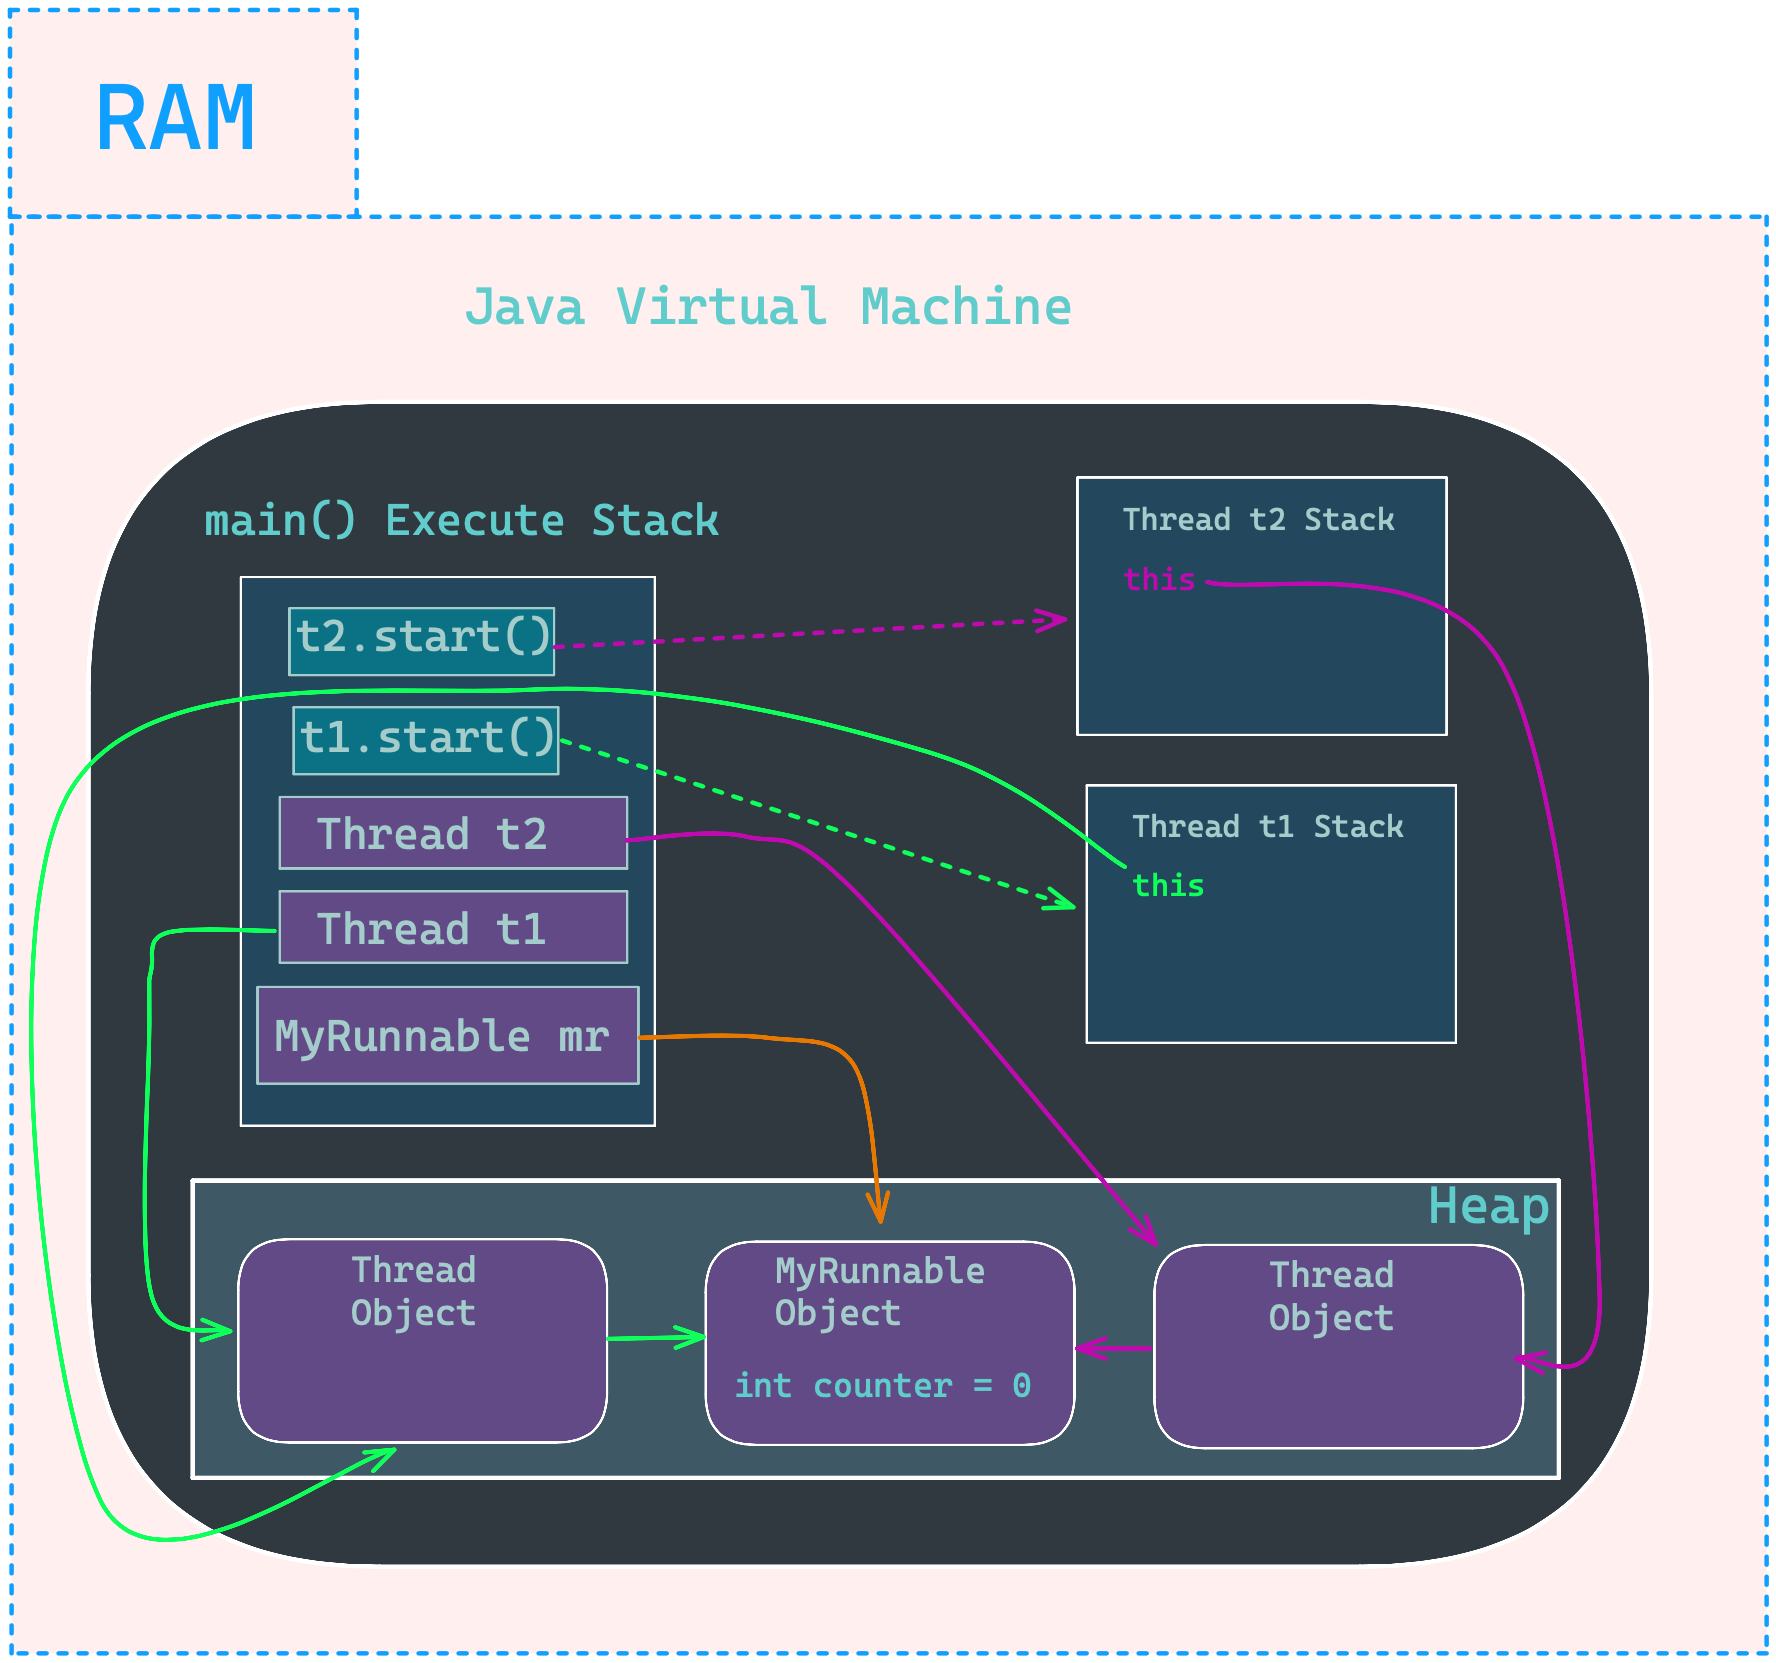 RAM
Java Virtual Machine
main() Execute Stack
t2.start()
t1.start()
Thread t2
Thread t1
MyRunnable mr
Thread t2 Stack
this
Thread t1 Stack
this
Heap
Thread
Object
MyRunnable
Object
int counter = 0
Thread
Object